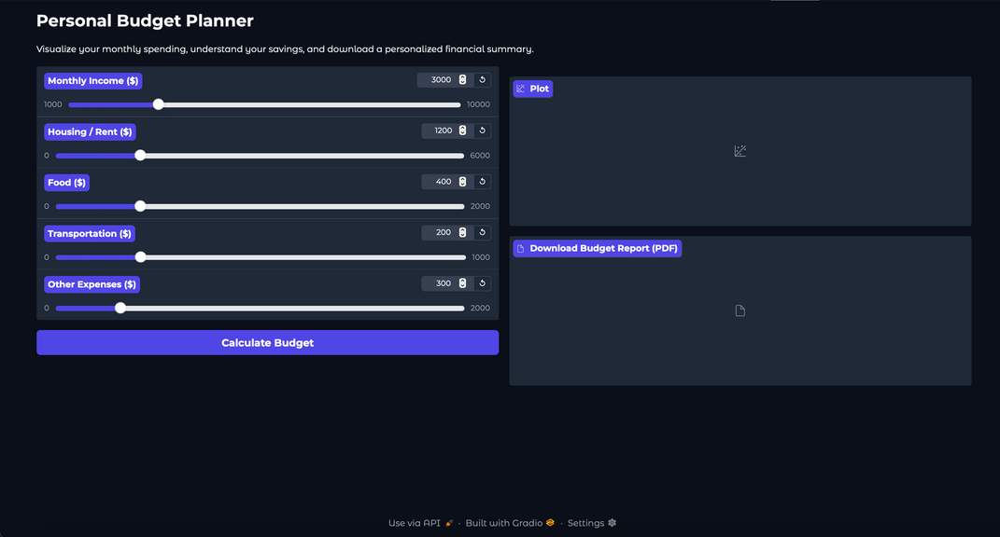 Personal Budget Planner
Visualize your monthly spending, understand your savings, and download a personalized financial summary.
Monthly Income ($) 3000
1000 10000
Housing / Rent ($) 1200
0 6000
Food ($) 400
0 2000
Transportation ($) 200
0 1000
Other Expenses ($) 300
0 2000
Calculate Budget
Plot
Download Budget Report (PDF)
Use via API · Built with Gradio · Settings